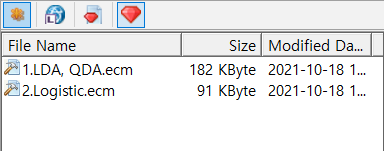 File Name Size Modified Da...
1.LDA, QDA.ecm 182 KByte 2021-10-18 1...
2.Logistic.ecm 91 KByte 2021-10-18 1...